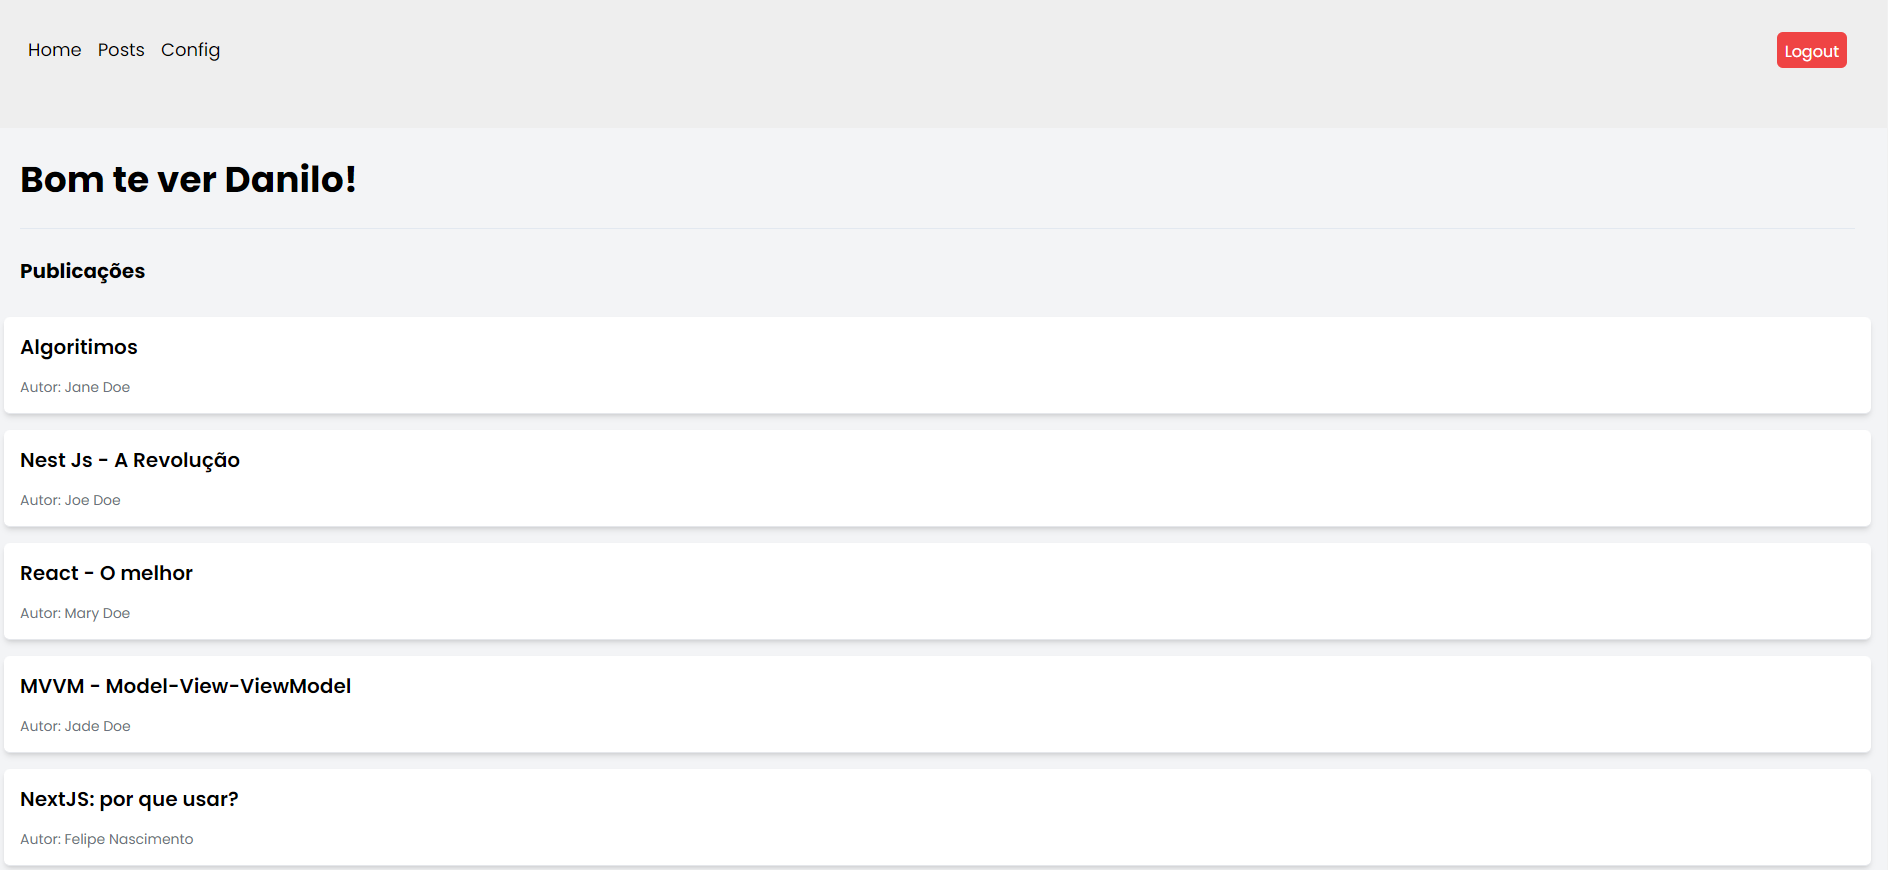 Home Posts Config Logout
Bom te ver Danilo!
Publicações
Algoritimos
Autor: Jane Doe
Nest Js - A Revolução
Autor: Joe Doe
React - O melhor
Autor: Mary Doe
MVVM - Model-View-ViewModel
Autor: Jade Doe
NextJS: por que usar?
Autor: Felipe Nascimento